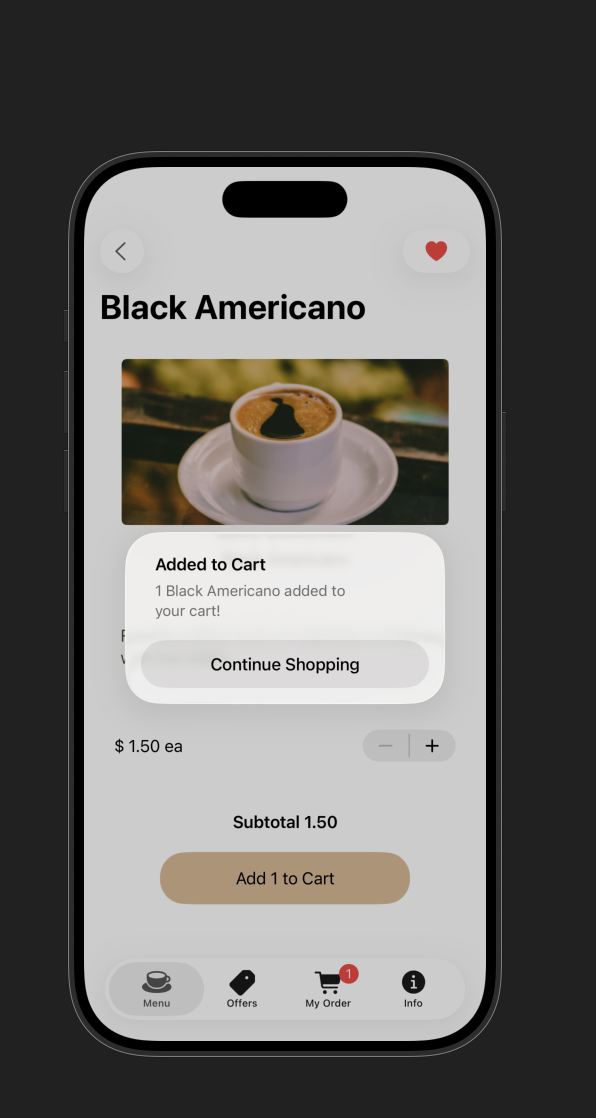 Black Americano
Added to Cart
1 Black Americano added to
your cart!
Continue Shopping
$ 1.50 ea
Subtotal 1.50
Add 1 to Cart
1
Menu
Offers
My Order
Info